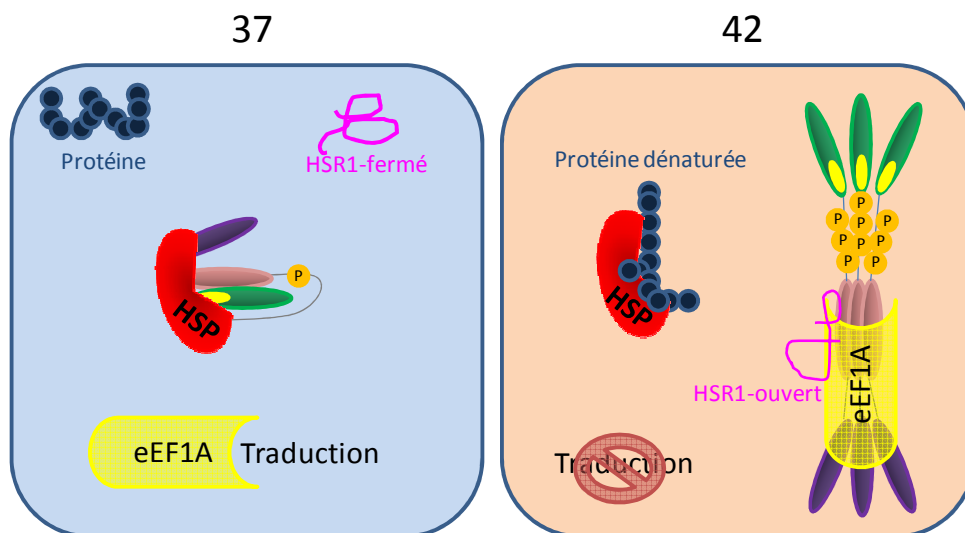 37
Protéine
HSR1-fermé
P
HSP
eEF1A
Traduction
42
Protéine dénaturée
HSP
P
P
P
P
P
P
P
P
P
HSR1-ouvert
eEF1A
Traduction